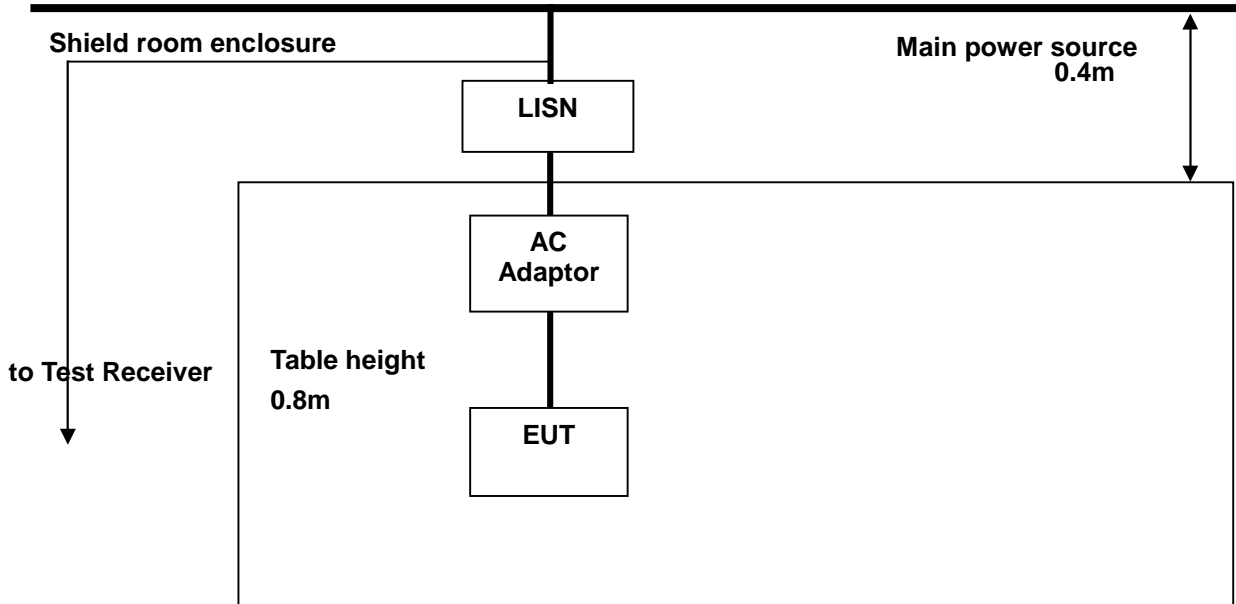 Shield room enclosure
Main power source
0.4m
LISN
AC
Adaptor
to Test Receiver
Table height
0.8m
EUT